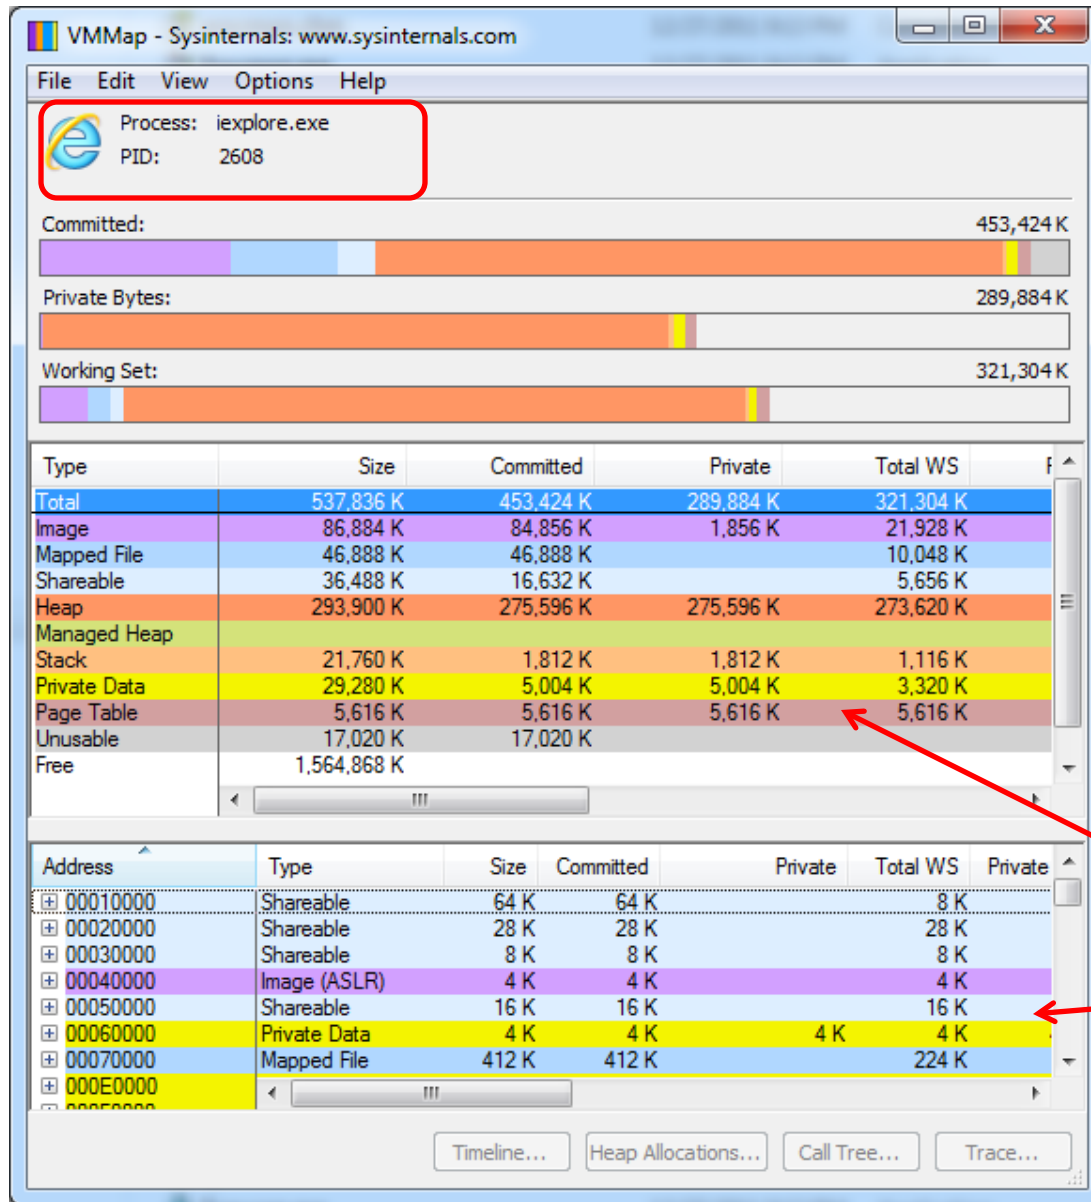 VMMap - Sysinternals: www.sysinternals.com
File Edit View Options Help
Process: iexplore.exe
PID: 2608
Committed: 453,424 K
Private Bytes: 289,884 K
Working Set: 321,304 K
Type Size Committed Private Total WS
Total 537,836 K 453,424 K 289,884 K 321,304 K
Image 86,884 K 84,856 K 1,856 K 21,928 K
Mapped File 46,888 K 46,888 K 10,048 K
Shareable 36,488 K 16,632 K 5,656 K
Heap 293,900 K 275,596 K 275,596 K 273,620 K
Managed Heap
Stack 21,760 K 1,812 K 1,812 K 1,116 K
Private Data 29,280 K 5,004 K 5,004 K 3,320 K
Page Table 5,616 K 5,616 K 5,616 K 5,616 K
Unusable 17,020 K 17,020 K
Free 1,564,868 K
Address Type Size Committed Private Total WS Private
00010000 Shareable 64 K 64 K 8 K
00020000 Shareable 28 K 28 K 28 K
00030000 Shareable 8 K 8 K 8 K
00040000 Image (ASLR) 4 K 4 K 4 K
00050000 Shareable 16 K 16 K 16 K
00060000 Private Data 4 K 4 K 4 K 4 K
00070000 Mapped File 412 K 412 K 224 K
000E0000
Timeline... Heap Allocations... Call Tree... Trace...